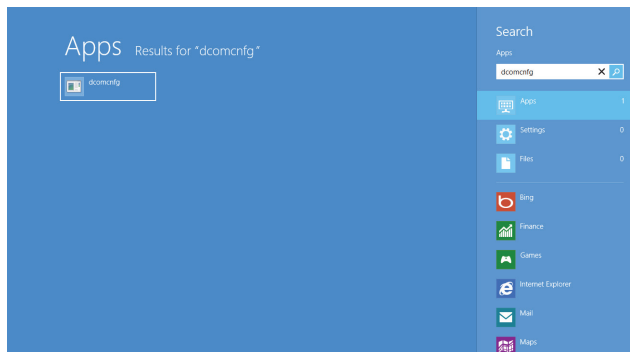 Apps Results for "dcomcnfg"
dcomcnfg
Search
Apps
dcomcnfg
Apps 1
Settings 0
Files 0
Bing
Finance
Games
Internet Explorer
Mail
Maps